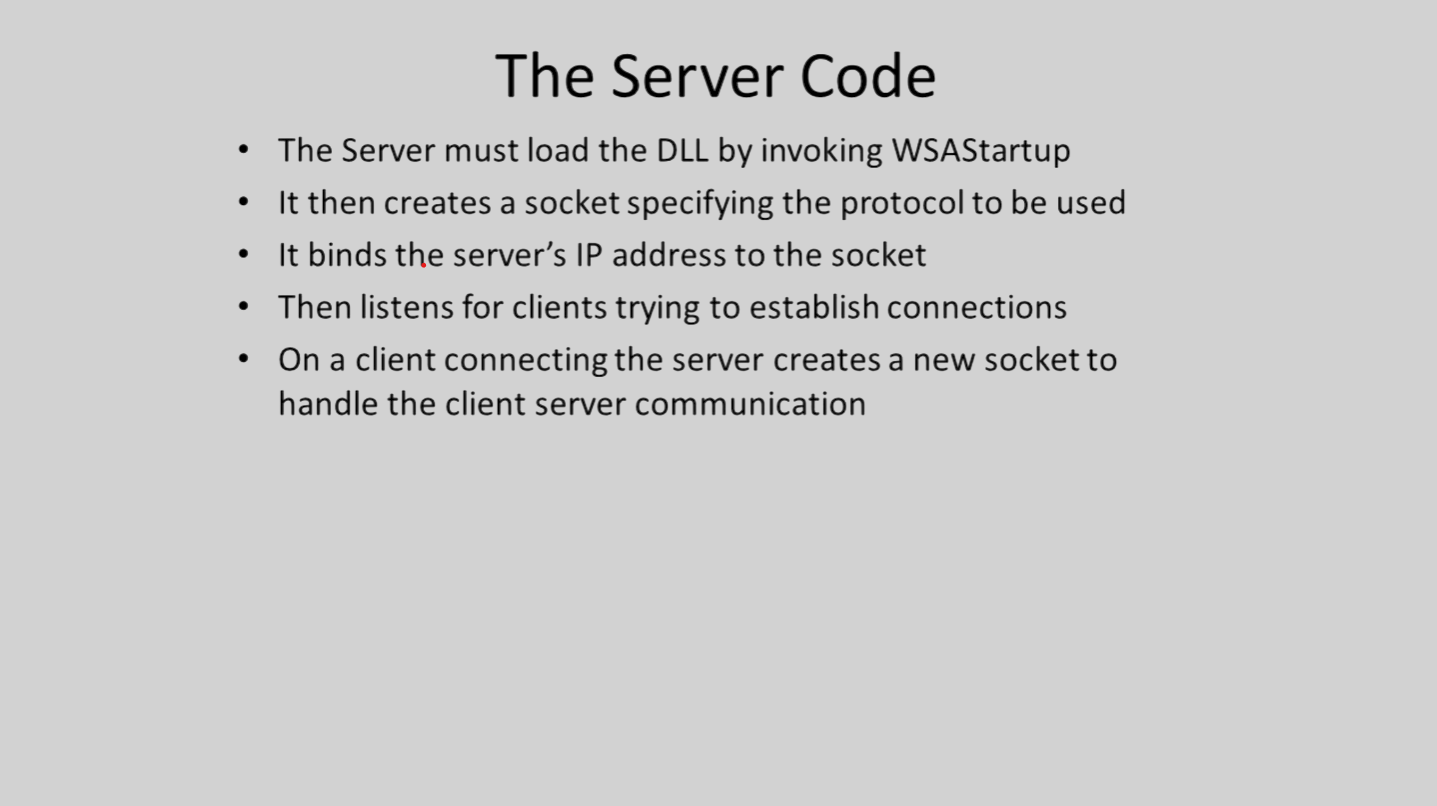 The Server Code
• The Server must load the DLL by invoking WSAStartup
• It then creates a socket specifying the protocol to be used
• It binds the server’s IP address to the socket
• Then listens for clients trying to establish connections
• On a client connecting the server creates a new socket to
handle the client server communication